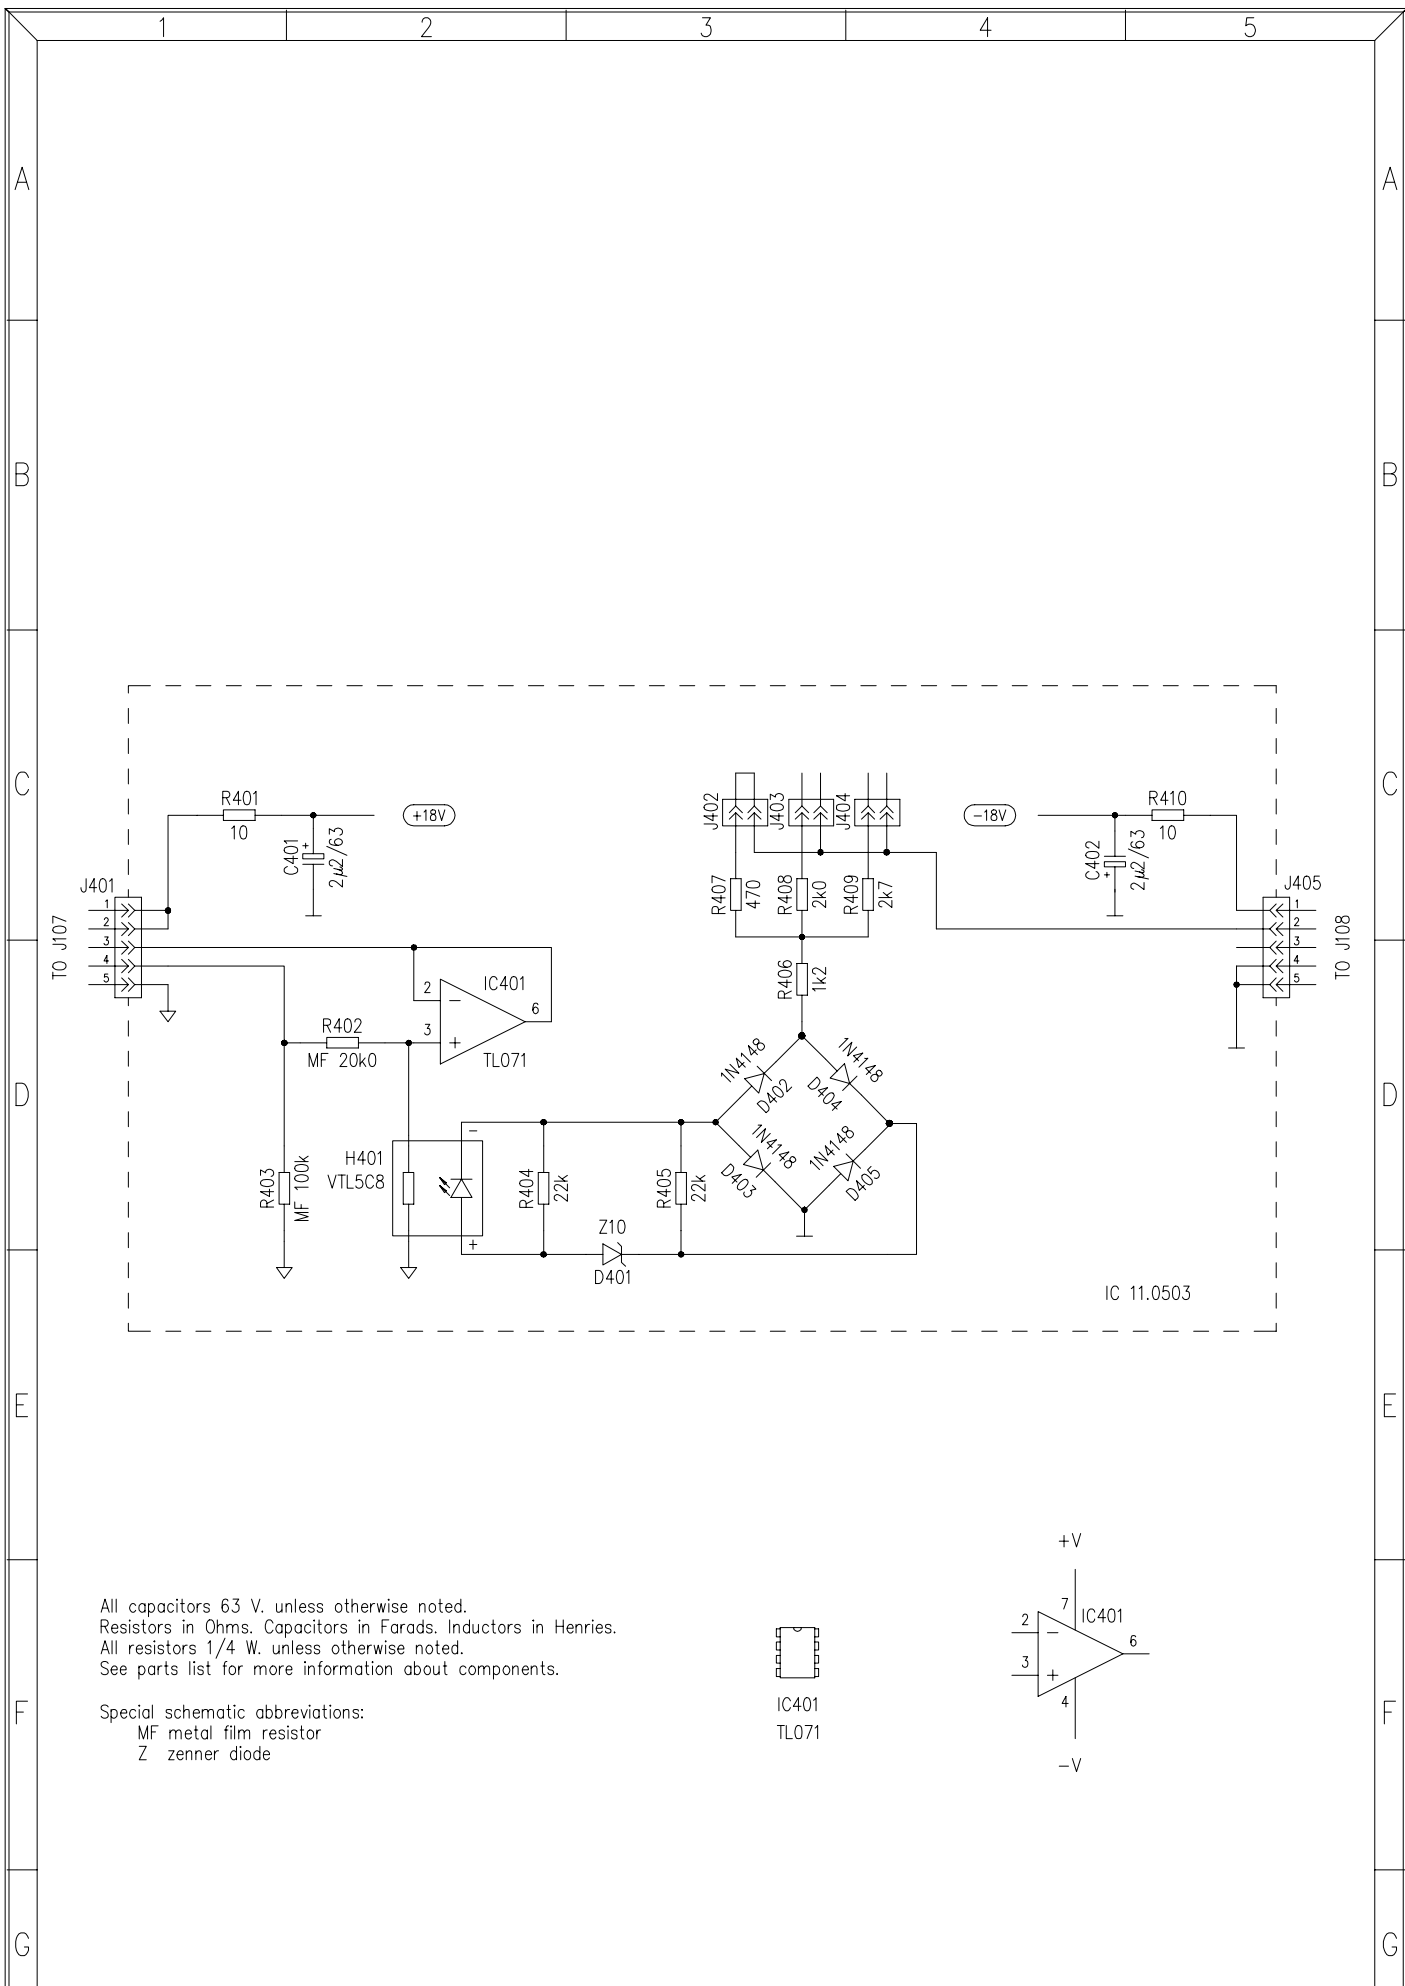 1 2 3 4 5
A A
B B
C C
R401
10
C401
+
2µ2/63
+18V
J402
J403
J404
-18V
C402
+
2µ2/63
R410
10
R407
470
R408
2k0
R409
2k7
J401
1
2
3
4
5
TO J107
J405
1
2
3
4
5
TO J108
R406
1k2
2
−
3
+
6
IC401
TL071
R402
MF 20k0
D D
1N4148
D402
1N4148
D404
1N4148
D403
1N4148
D405
R403
MF 100k
H401
VTL5C8
−
+
R404
22k
R405
22k
Z10
D401
IC 11.0503
E E
All capacitors 63 V. unless otherwise noted.
Resistors in Ohms. Capacitors in Farads. Inductors in Henries.
All resistors 1/4 W. unless otherwise noted.
See parts list for more information about components.
Special schematic abbreviations:
MF metal film resistor
Z zenner diode
IC401
TL071
+V
7
IC401
2
−
3
+
6
4
-V
F F
G G